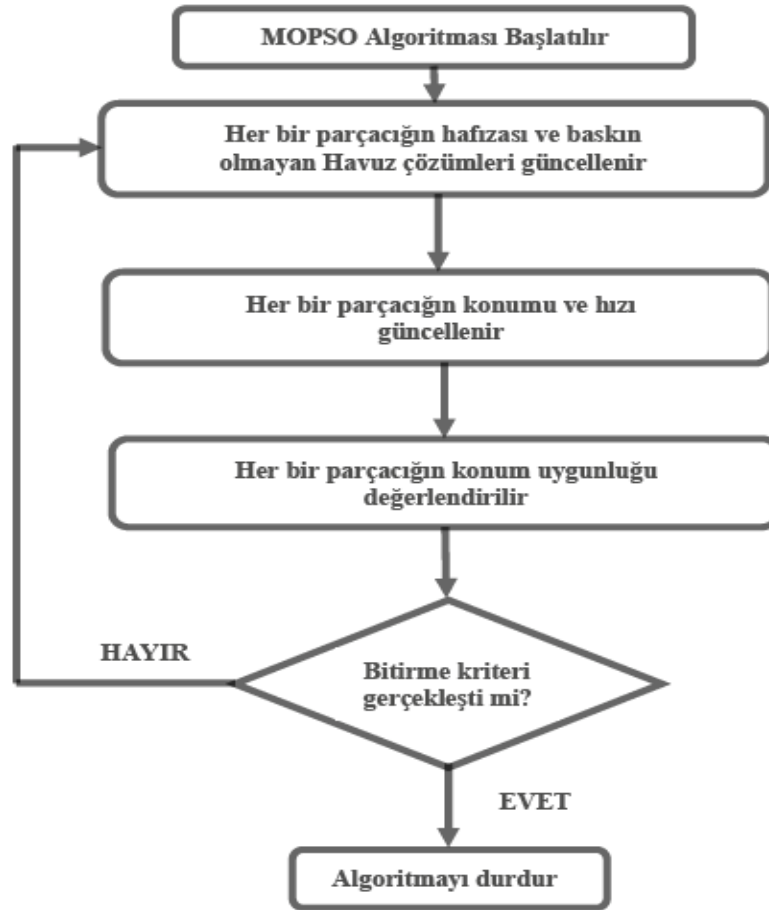 MOPSO Algoritması Başlatılır
Her bir parçacığın hafızası ve baskın
olmayan Havuz çözümleri güncellenir
Her bir parçacığın konumu ve hızı
güncellenir
Her bir parçacığın konum uygunluğu
değerlendirilir
HAYIR
Bitirme kriteri
gerçekleşti mi?
EVET
Algoritmayı durdur